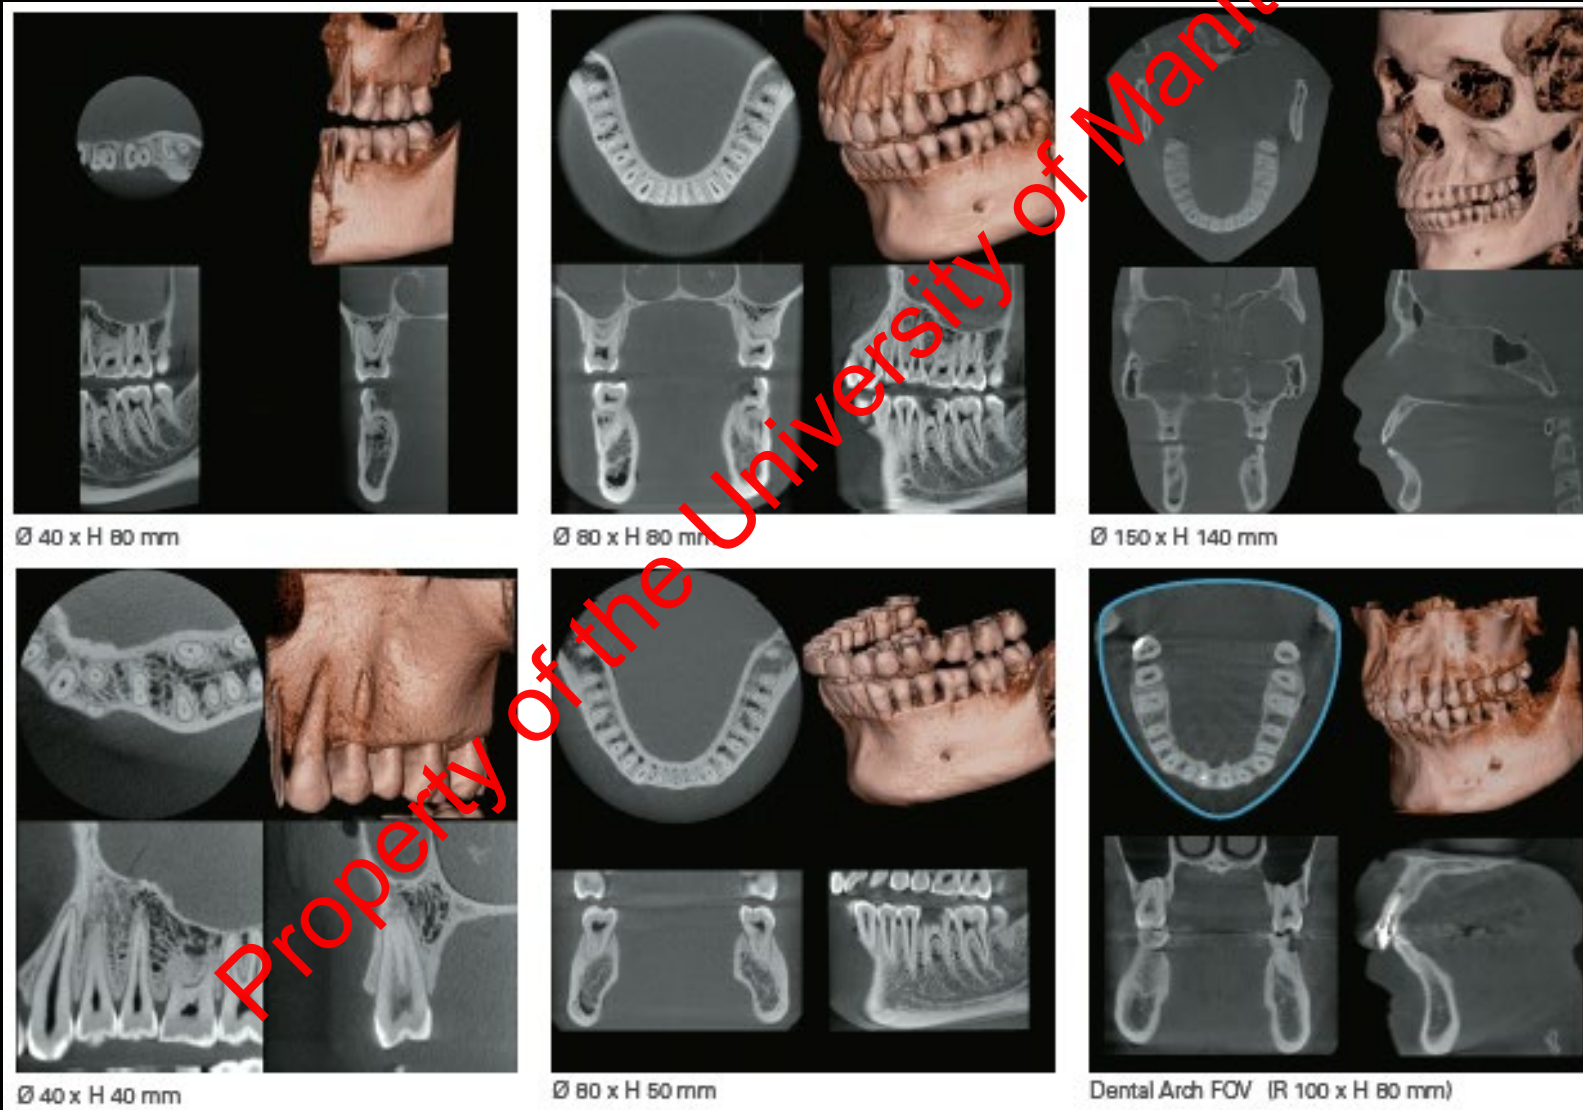 Ø 40 x H 80 mm
Ø 80 x H 80 mm
Ø 150 x H 140 mm
Ø 40 x H 40 mm
Ø 80 x H 50 mm
Dental Arch FOV (R 100 x H 80 mm)
Property of the University of Manit